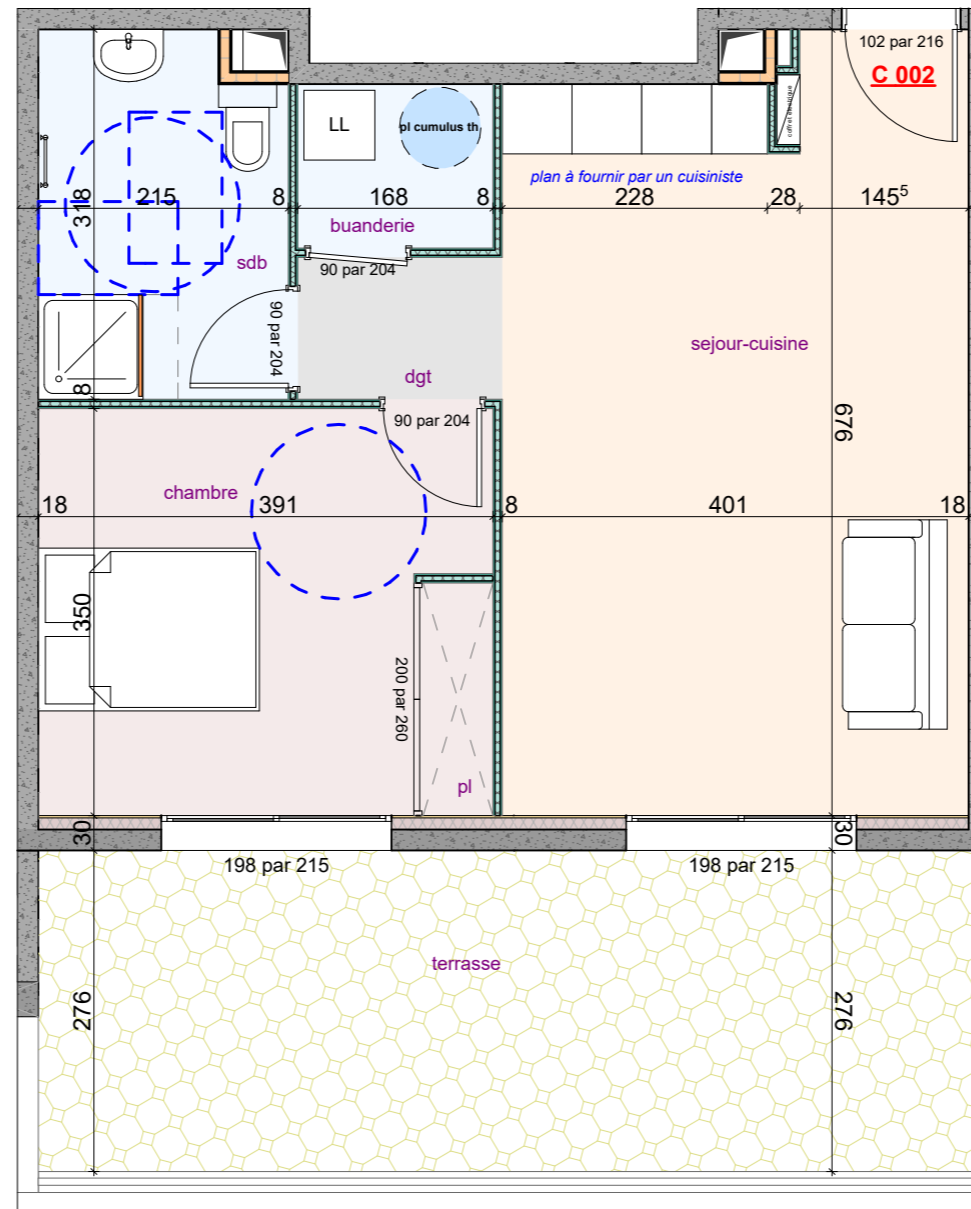 102 par 216
C 002
coffret électrique
LL
pl cumulus th
plan à fournir par un cuisiniste
318
215
8
168
8
228
28
145⁵
buanderie
sdb
90 par 204
90 par 204
sejour-cuisine
dgt
8
90 par 204
676
chambre
18
391
8
401
18
350
200 par 260
pl
30
30
198 par 215
198 par 215
terrasse
276
276